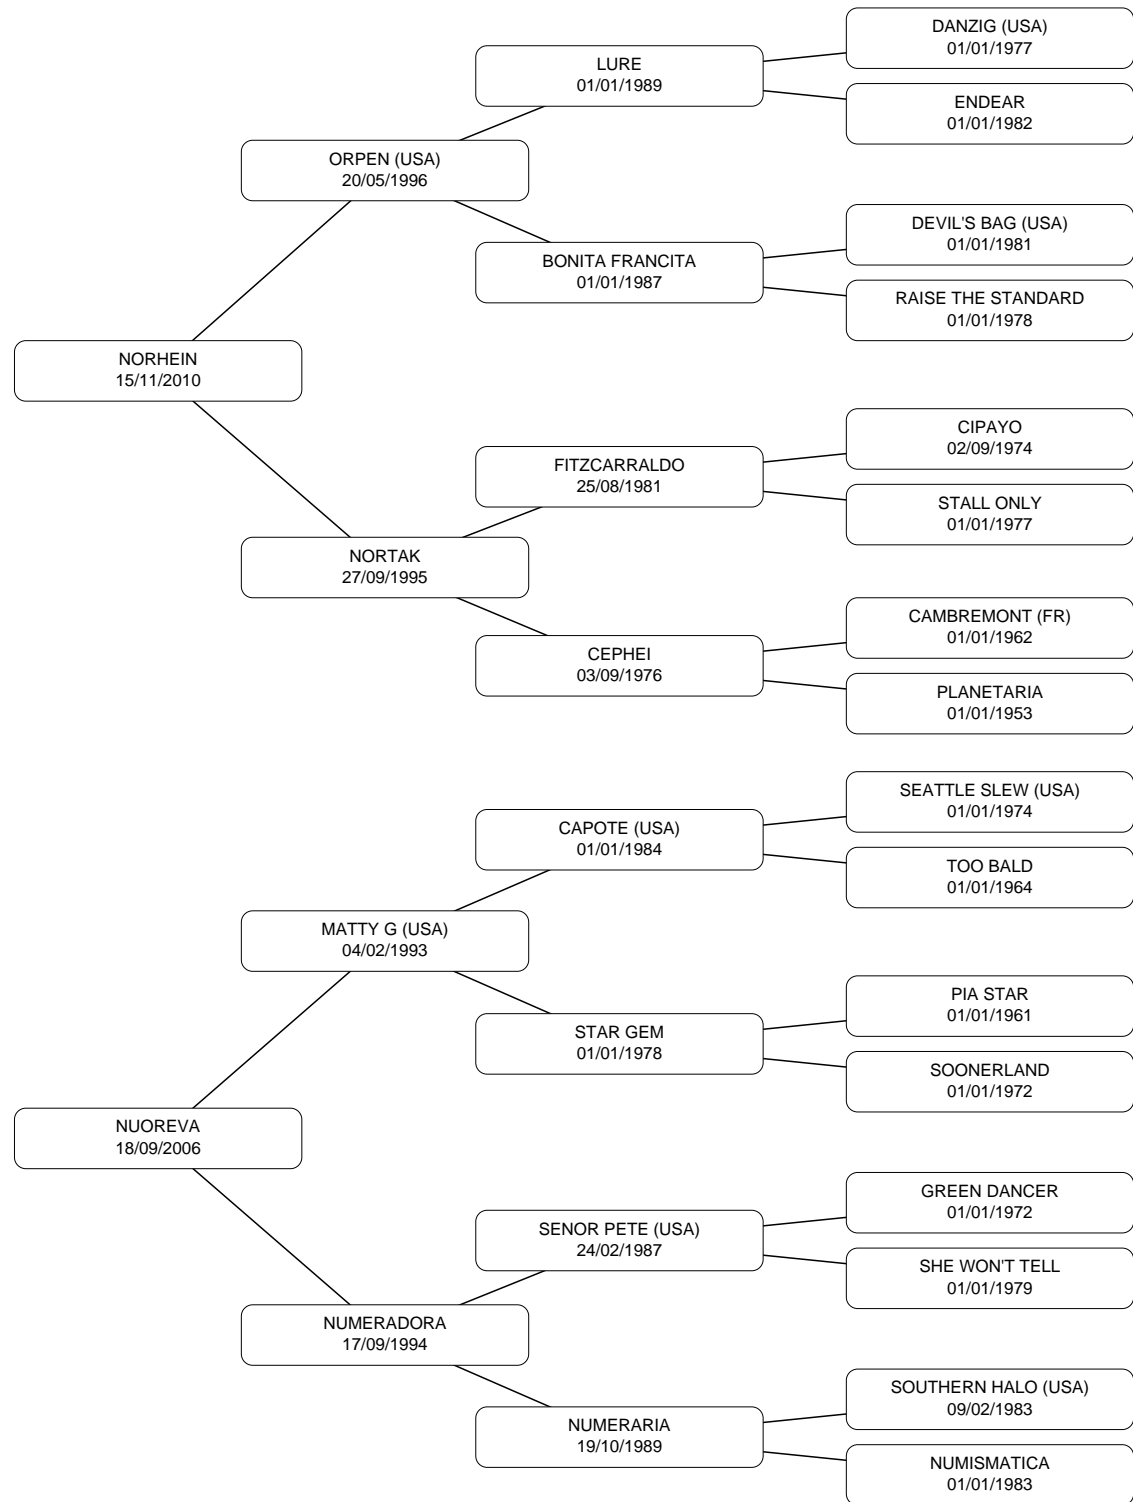 DANZIG (USA)
01/01/1977
LURE
01/01/1989
ENDEAR
01/01/1982
ORPEN (USA)
20/05/1996
DEVIL'S BAG (USA)
01/01/1981
BONITA FRANCITA
01/01/1987
RAISE THE STANDARD
01/01/1978
NORHEIN
15/11/2010
CIPAYO
02/09/1974
FITZCARRALDO
25/08/1981
STALL ONLY
01/01/1977
NORTAK
27/09/1995
CAMBREMONT (FR)
01/01/1962
CEPHEI
03/09/1976
PLANETARIA
01/01/1953
SEATTLE SLEW (USA)
01/01/1974
CAPOTE (USA)
01/01/1984
TOO BALD
01/01/1964
MATTY G (USA)
04/02/1993
PIA STAR
01/01/1961
STAR GEM
01/01/1978
SOONERLAND
01/01/1972
NUOREVA
18/09/2006
GREEN DANCER
01/01/1972
SENOR PETE (USA)
24/02/1987
SHE WON'T TELL
01/01/1979
NUMERADORA
17/09/1994
SOUTHERN HALO (USA)
09/02/1983
NUMERARIA
19/10/1989
NUMISMATICA
01/01/1983